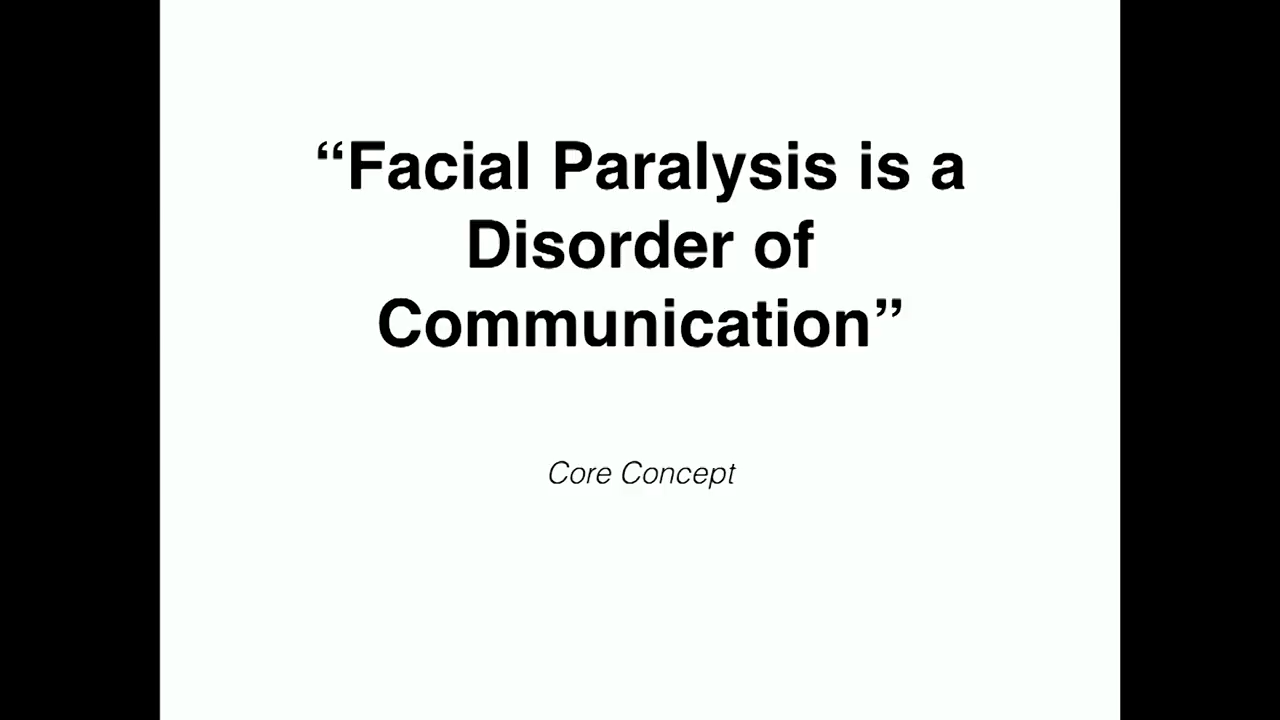 “Facial Paralysis is a
Disorder of
Communication”
Core Concept